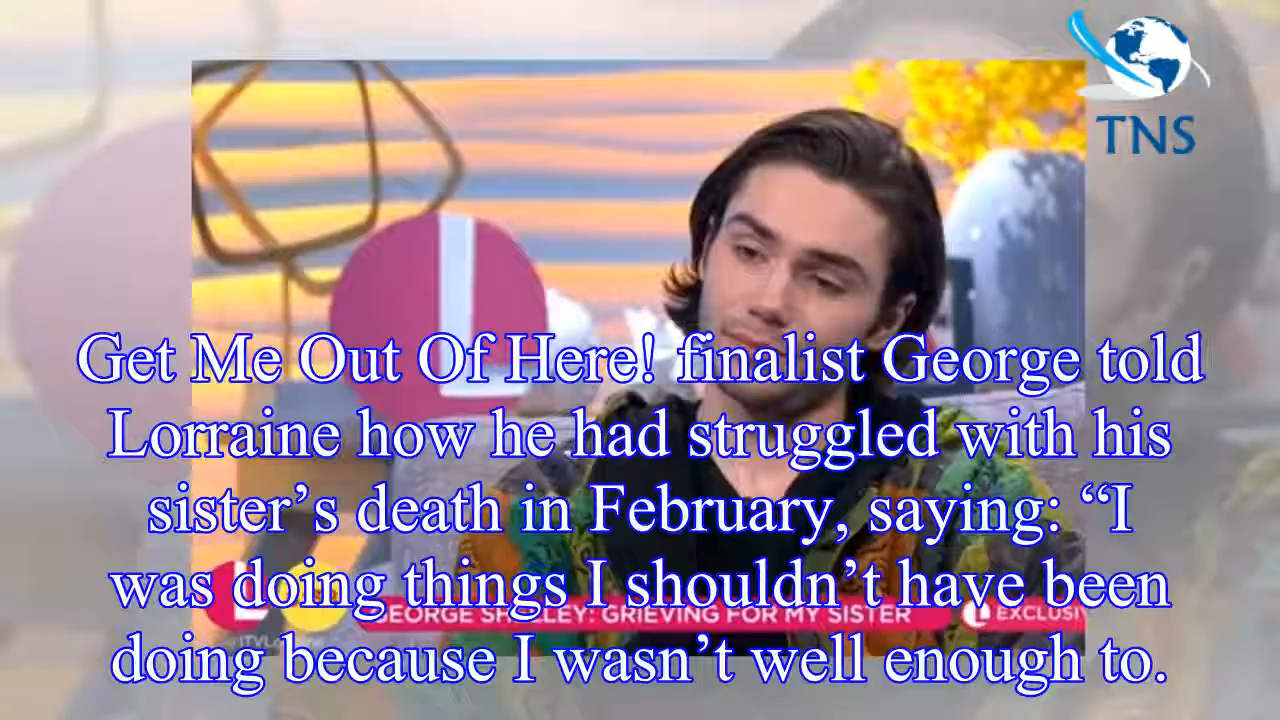 TNS
L
Get Me Out Of Here! finalist George told
Lorraine how he had struggled with his
sister’s death in February, saying: “I
was doing things I shouldn’t have been
doing because I wasn’t well enough to.
GRIEVING FOR MY SISTER